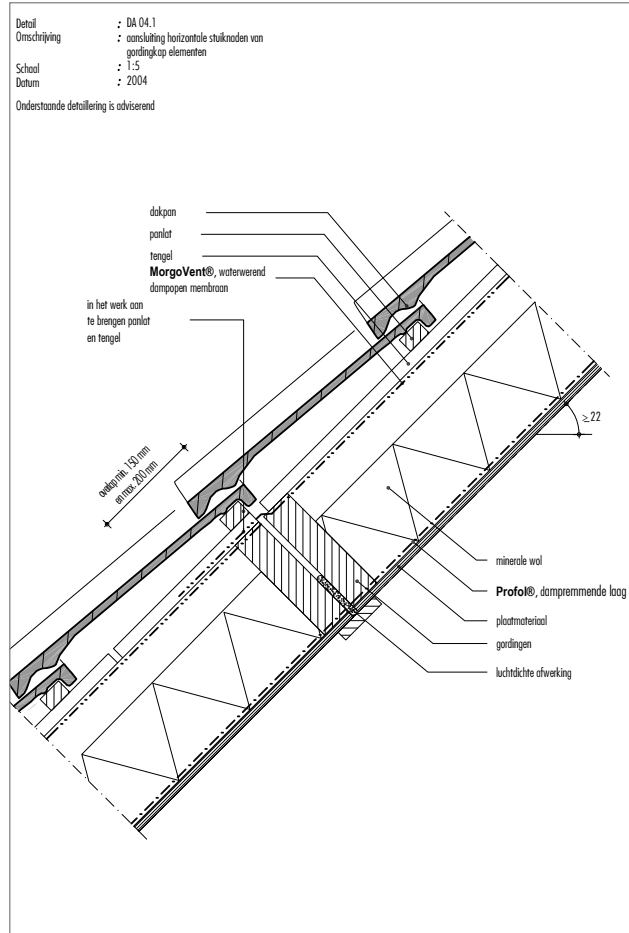 Detail : DA 04.1
Omschrijving : aansluiting horizontale stuiknaden van
gordingkap elementen
Schaal : 1:5
Datum : 2004
Onderstaande detaillering is adviserend
dakpan
panlat
tengel
MorgoVent®, waterwerend
dampopen membraan
in het werk aan
te brengen panlat
en tengel
overlap min. 150 mm
en max. 200 mm
≥22
minerale wol
Profol®, dampremmende laag
plaatmateriaal
gordingen
luchtdichte afwerking